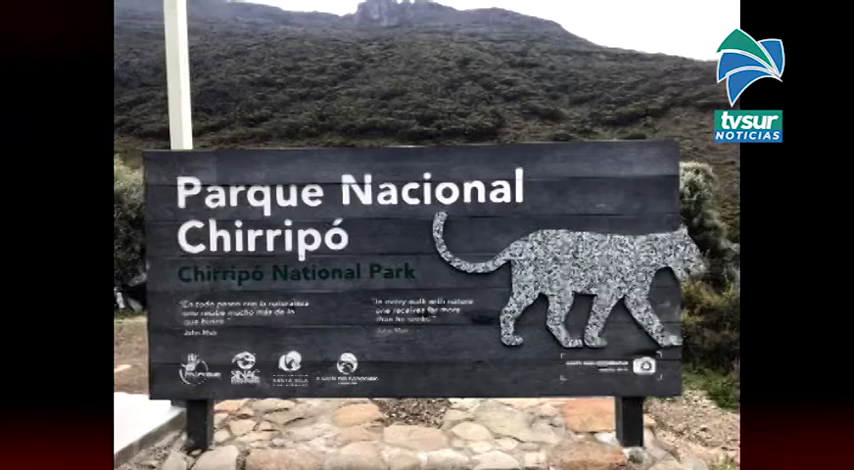 tvsur
NOTICIAS
Parque Nacional
Chirripó
Chirripó National Park
"En todo paseo con la naturaleza
uno recibe mucho más de lo
que busca."
John Muir
"In every walk with nature
one receives far more
than he seeks."
John Muir
SINAC